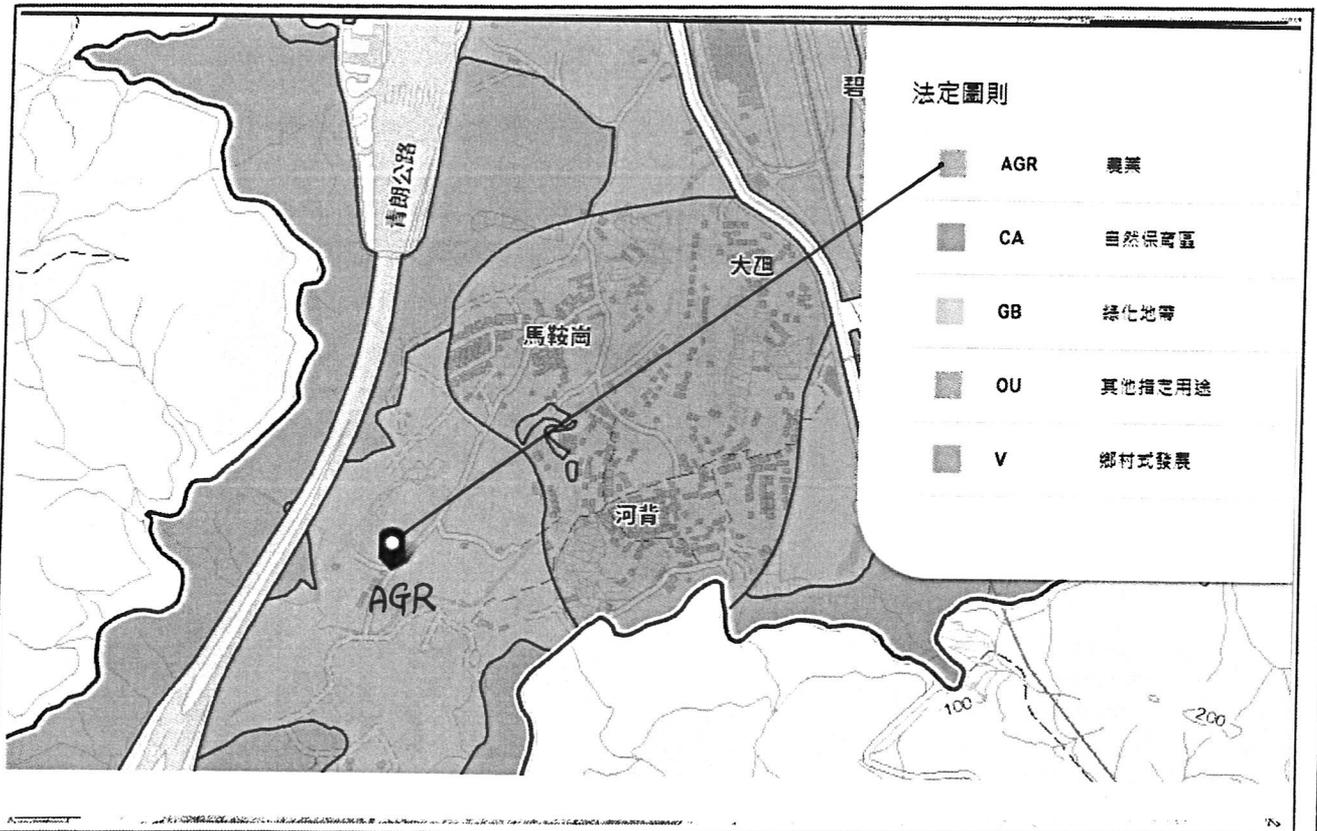 法定圖則
AGR 農業
CA 自然保育區
GB 綠化地帶
OU 其他指定用途
V 鄉村式發展
碧
青朗公路
大𡇙
馬鞍崗
河背
AGR
100
200
2